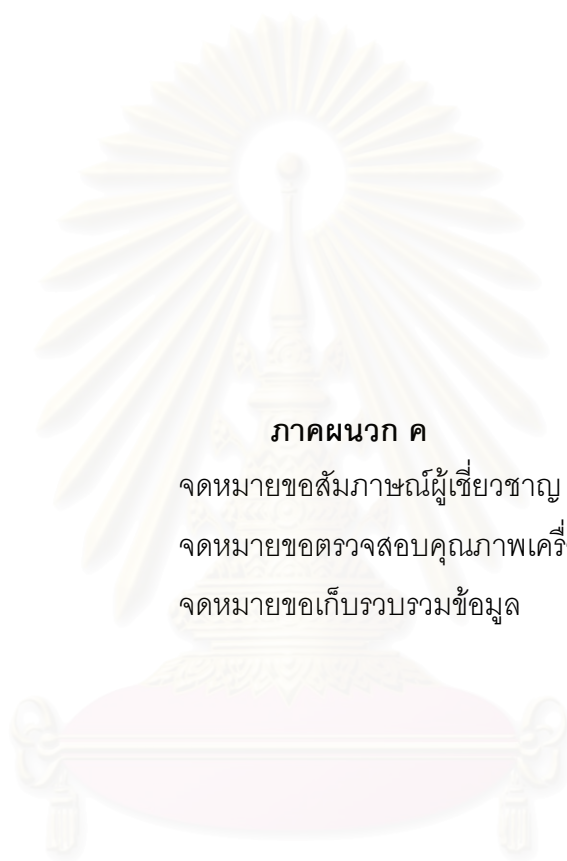 ภาคผนวก ค
จดหมายขอสัมภาษณ์ผู้เชี่ยวชาญ
จดหมายขอตรวจสอบคุณภาพ
จดหมายขอเก็บรวบรวมข้อมูล